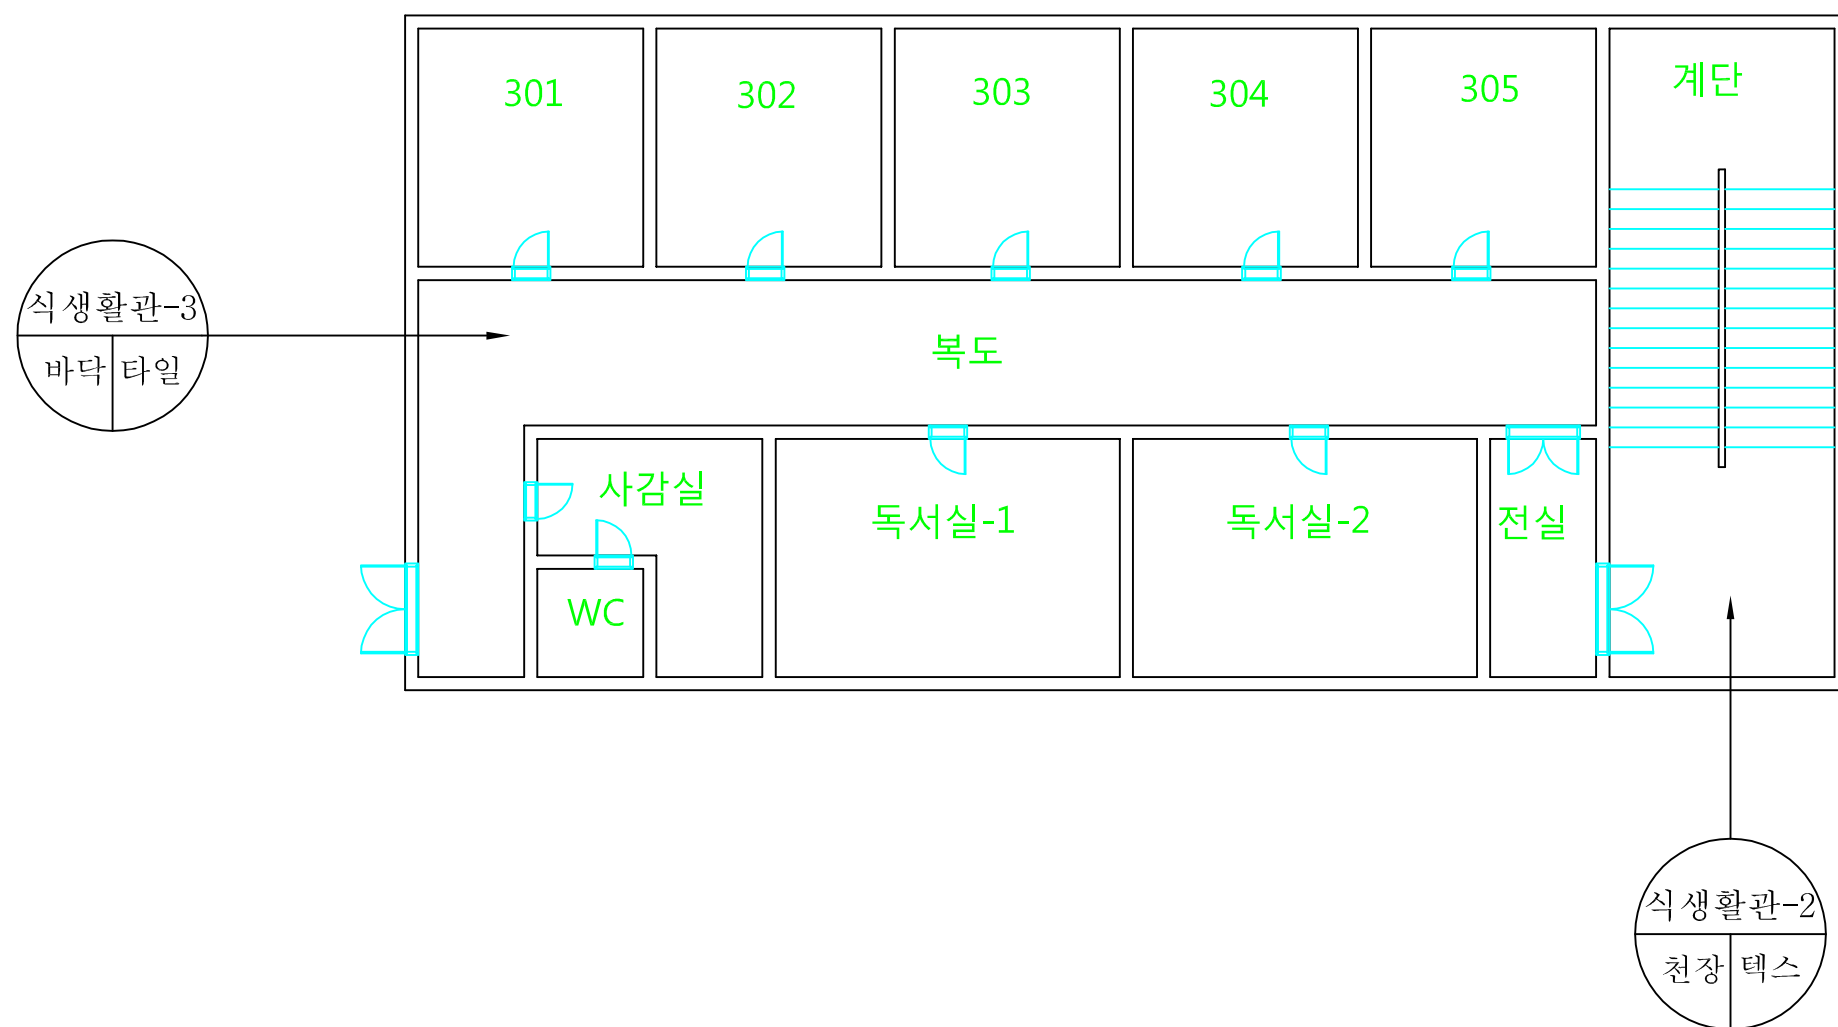 301 302 303 304 305 계단
식생활관-3
바닥 타일
복도
사감실 독서실-1 독서실-2 전실
WC
식생활관-2
천장 텍스